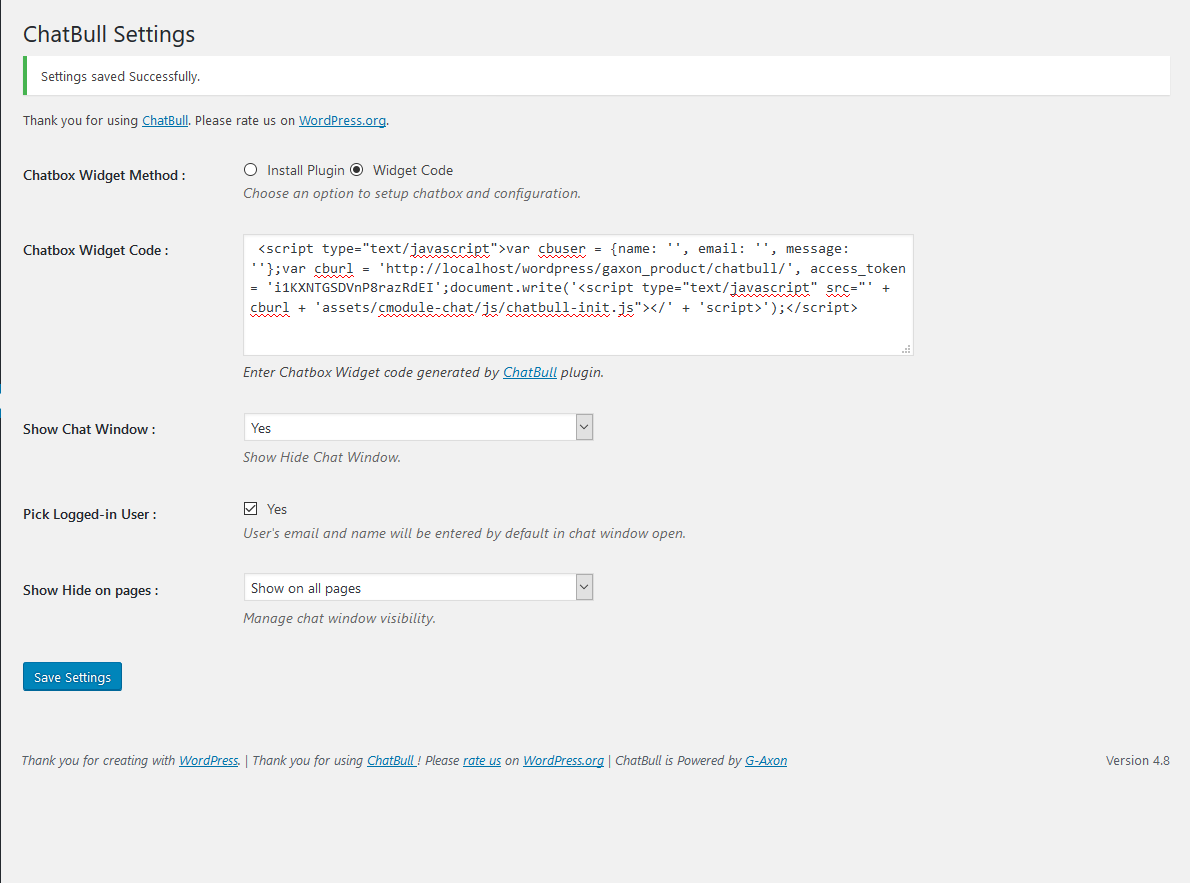 ChatBull Settings
Settings saved Successfully.
Thank you for using ChatBull. Please rate us on WordPress.org.
Chatbox Widget Method :
Install Plugin Widget Code
Choose an option to setup chatbox and configuration.
Chatbox Widget Code :
<script type="text/javascript">var cbuser = {name: '', email: '', message:
''};var cburl = 'http://localhost/wordpress/gaxon_product/chatbull/', access_token
= 'i1KXNTGSDVnP8razRdEI';document.write('<script type="text/javascript" src="' +
cburl + 'assets/cmodule-chat/js/chatbull-init.js"></' + 'script>');</script>
Enter Chatbox Widget code generated by ChatBull plugin.
Show Chat Window :
Yes
Show Hide Chat Window.
Pick Logged-in User :
Yes
User's email and name will be entered by default in chat window open.
Show Hide on pages :
Show on all pages
Manage chat window visibility.
Save Settings
Thank you for creating with WordPress. | Thank you for using ChatBull ! Please rate us on WordPress.org | ChatBull is Powered by G-Axon
Version 4.8